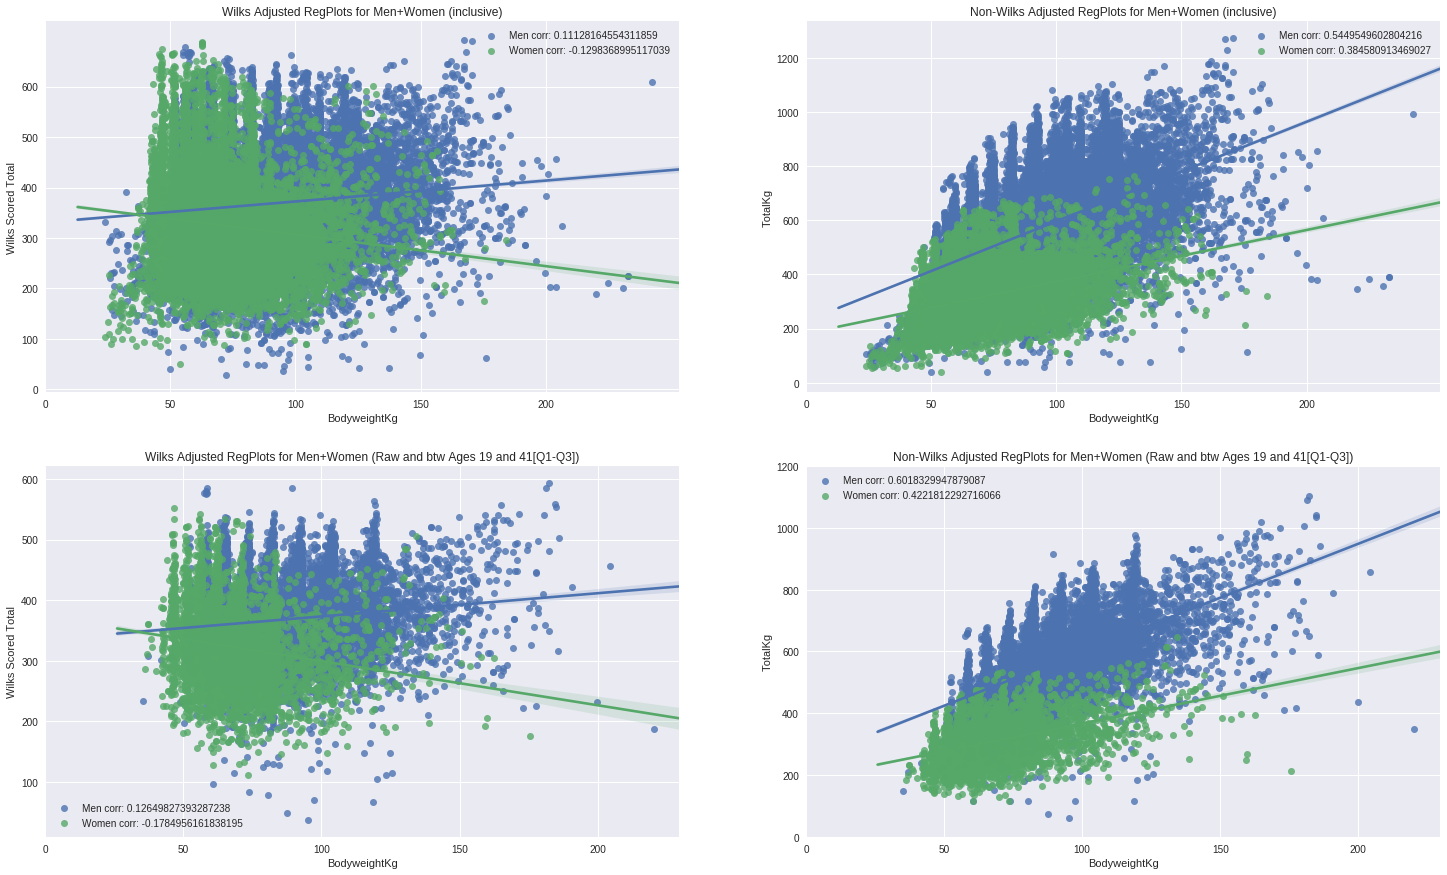 Wilks Adjusted RegPlots for Men+Women (inclusive)
Men corr: 0.11128164554311859
Women corr: -0.1298368995117039
Wilks Scored Total
600
500
400
300
200
100
0
0 50 100 150 200
BodyweightKg
Non-Wilks Adjusted RegPlots for Men+Women (inclusive)
Men corr: 0.5449549602804216
Women corr: 0.384580913469027
TotalKg
1200
1000
800
600
400
200
0
0 50 100 150 200
BodyweightKg
Wilks Adjusted RegPlots for Men+Women (Raw and btw Ages 19 and 41[Q1-Q3])
Wilks Scored Total
600
500
400
300
200
100
Men corr: 0.12649827393287238
Women corr: -0.1784956161838195
0 50 100 150 200
BodyweightKg
Non-Wilks Adjusted RegPlots for Men+Women (Raw and btw Ages 19 and 41[Q1-Q3])
Men corr: 0.6018329947879087
Women corr: 0.4221812292716066
TotalKg
1200
1000
800
600
400
200
0
0 50 100 150 200
BodyweightKg